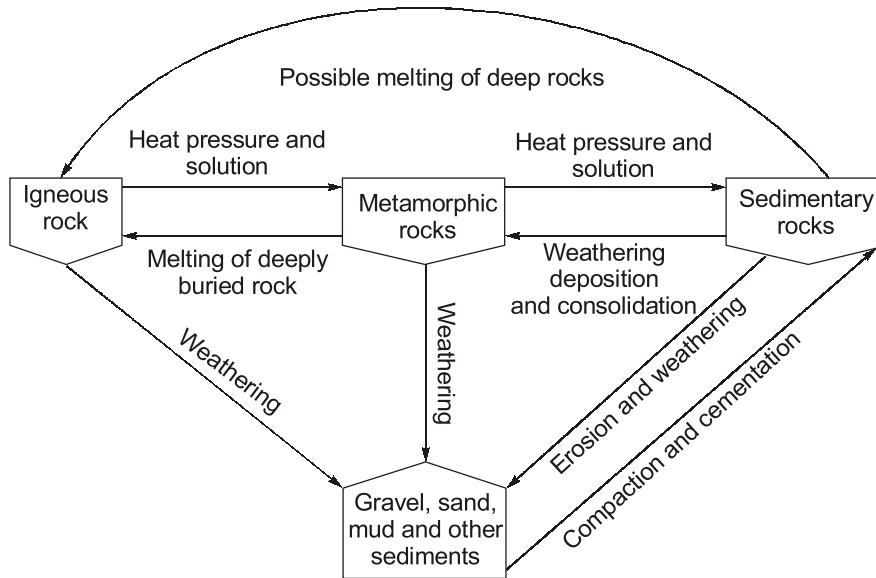 Possible melting of deep rocks
Heat pressure and
solution
Heat pressure and
solution
Igneous
rock
Metamorphic
rocks
Sedimentary
rocks
Melting of deeply
buried rock
Weathering
deposition
and consolidation
Weathering
Weathering
Erosion and weathering
Compaction and cementation
Gravel, sand,
mud and other
sediments